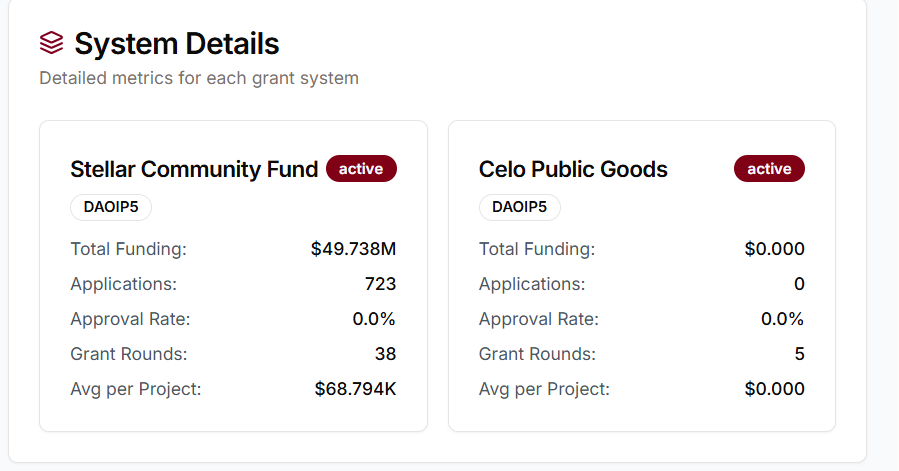 System Details
Detailed metrics for each grant system
Stellar Community Fund active
DAOIP5
Total Funding: $49.738M
Applications: 723
Approval Rate: 0.0%
Grant Rounds: 38
Avg per Project: $68.794K
Celo Public Goods active
DAOIP5
Total Funding: $0.000
Applications: 0
Approval Rate: 0.0%
Grant Rounds: 5
Avg per Project: $0.000